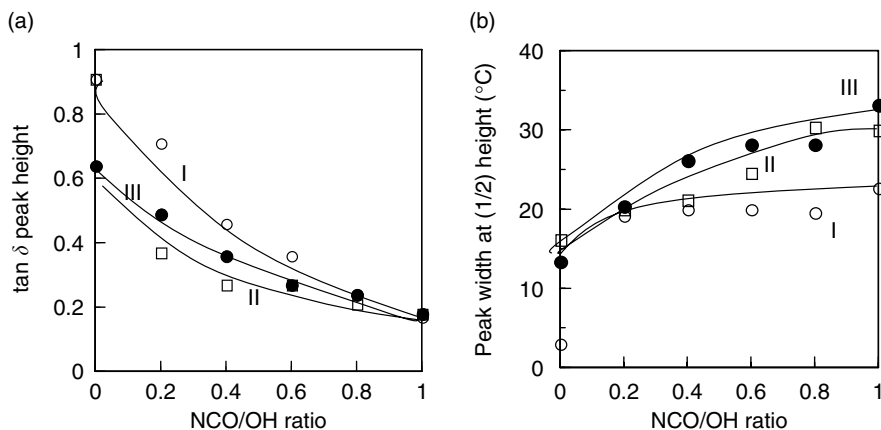 (a)
1
0.8
0.6
0.4
0.2
0
tan δ peak height
I
III
II
0
0.2
0.4
0.6
0.8
1
NCO/OH ratio
(b)
40
30
20
10
0
Peak width at (1/2) height (°C)
III
II
I
0
0.2
0.4
0.6
0.8
1
NCO/OH ratio